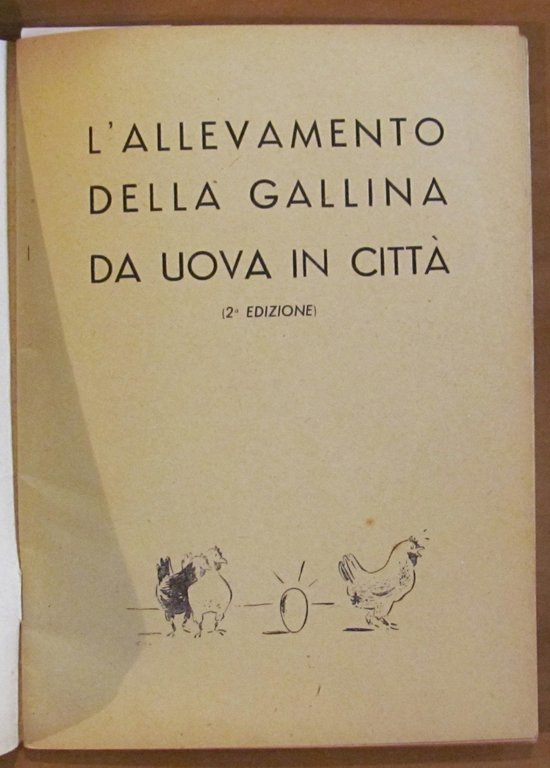 L'ALLEVAMENTO
DELLA GALLINA
DA UOVA IN CITTÀ
(2ª EDIZIONE)